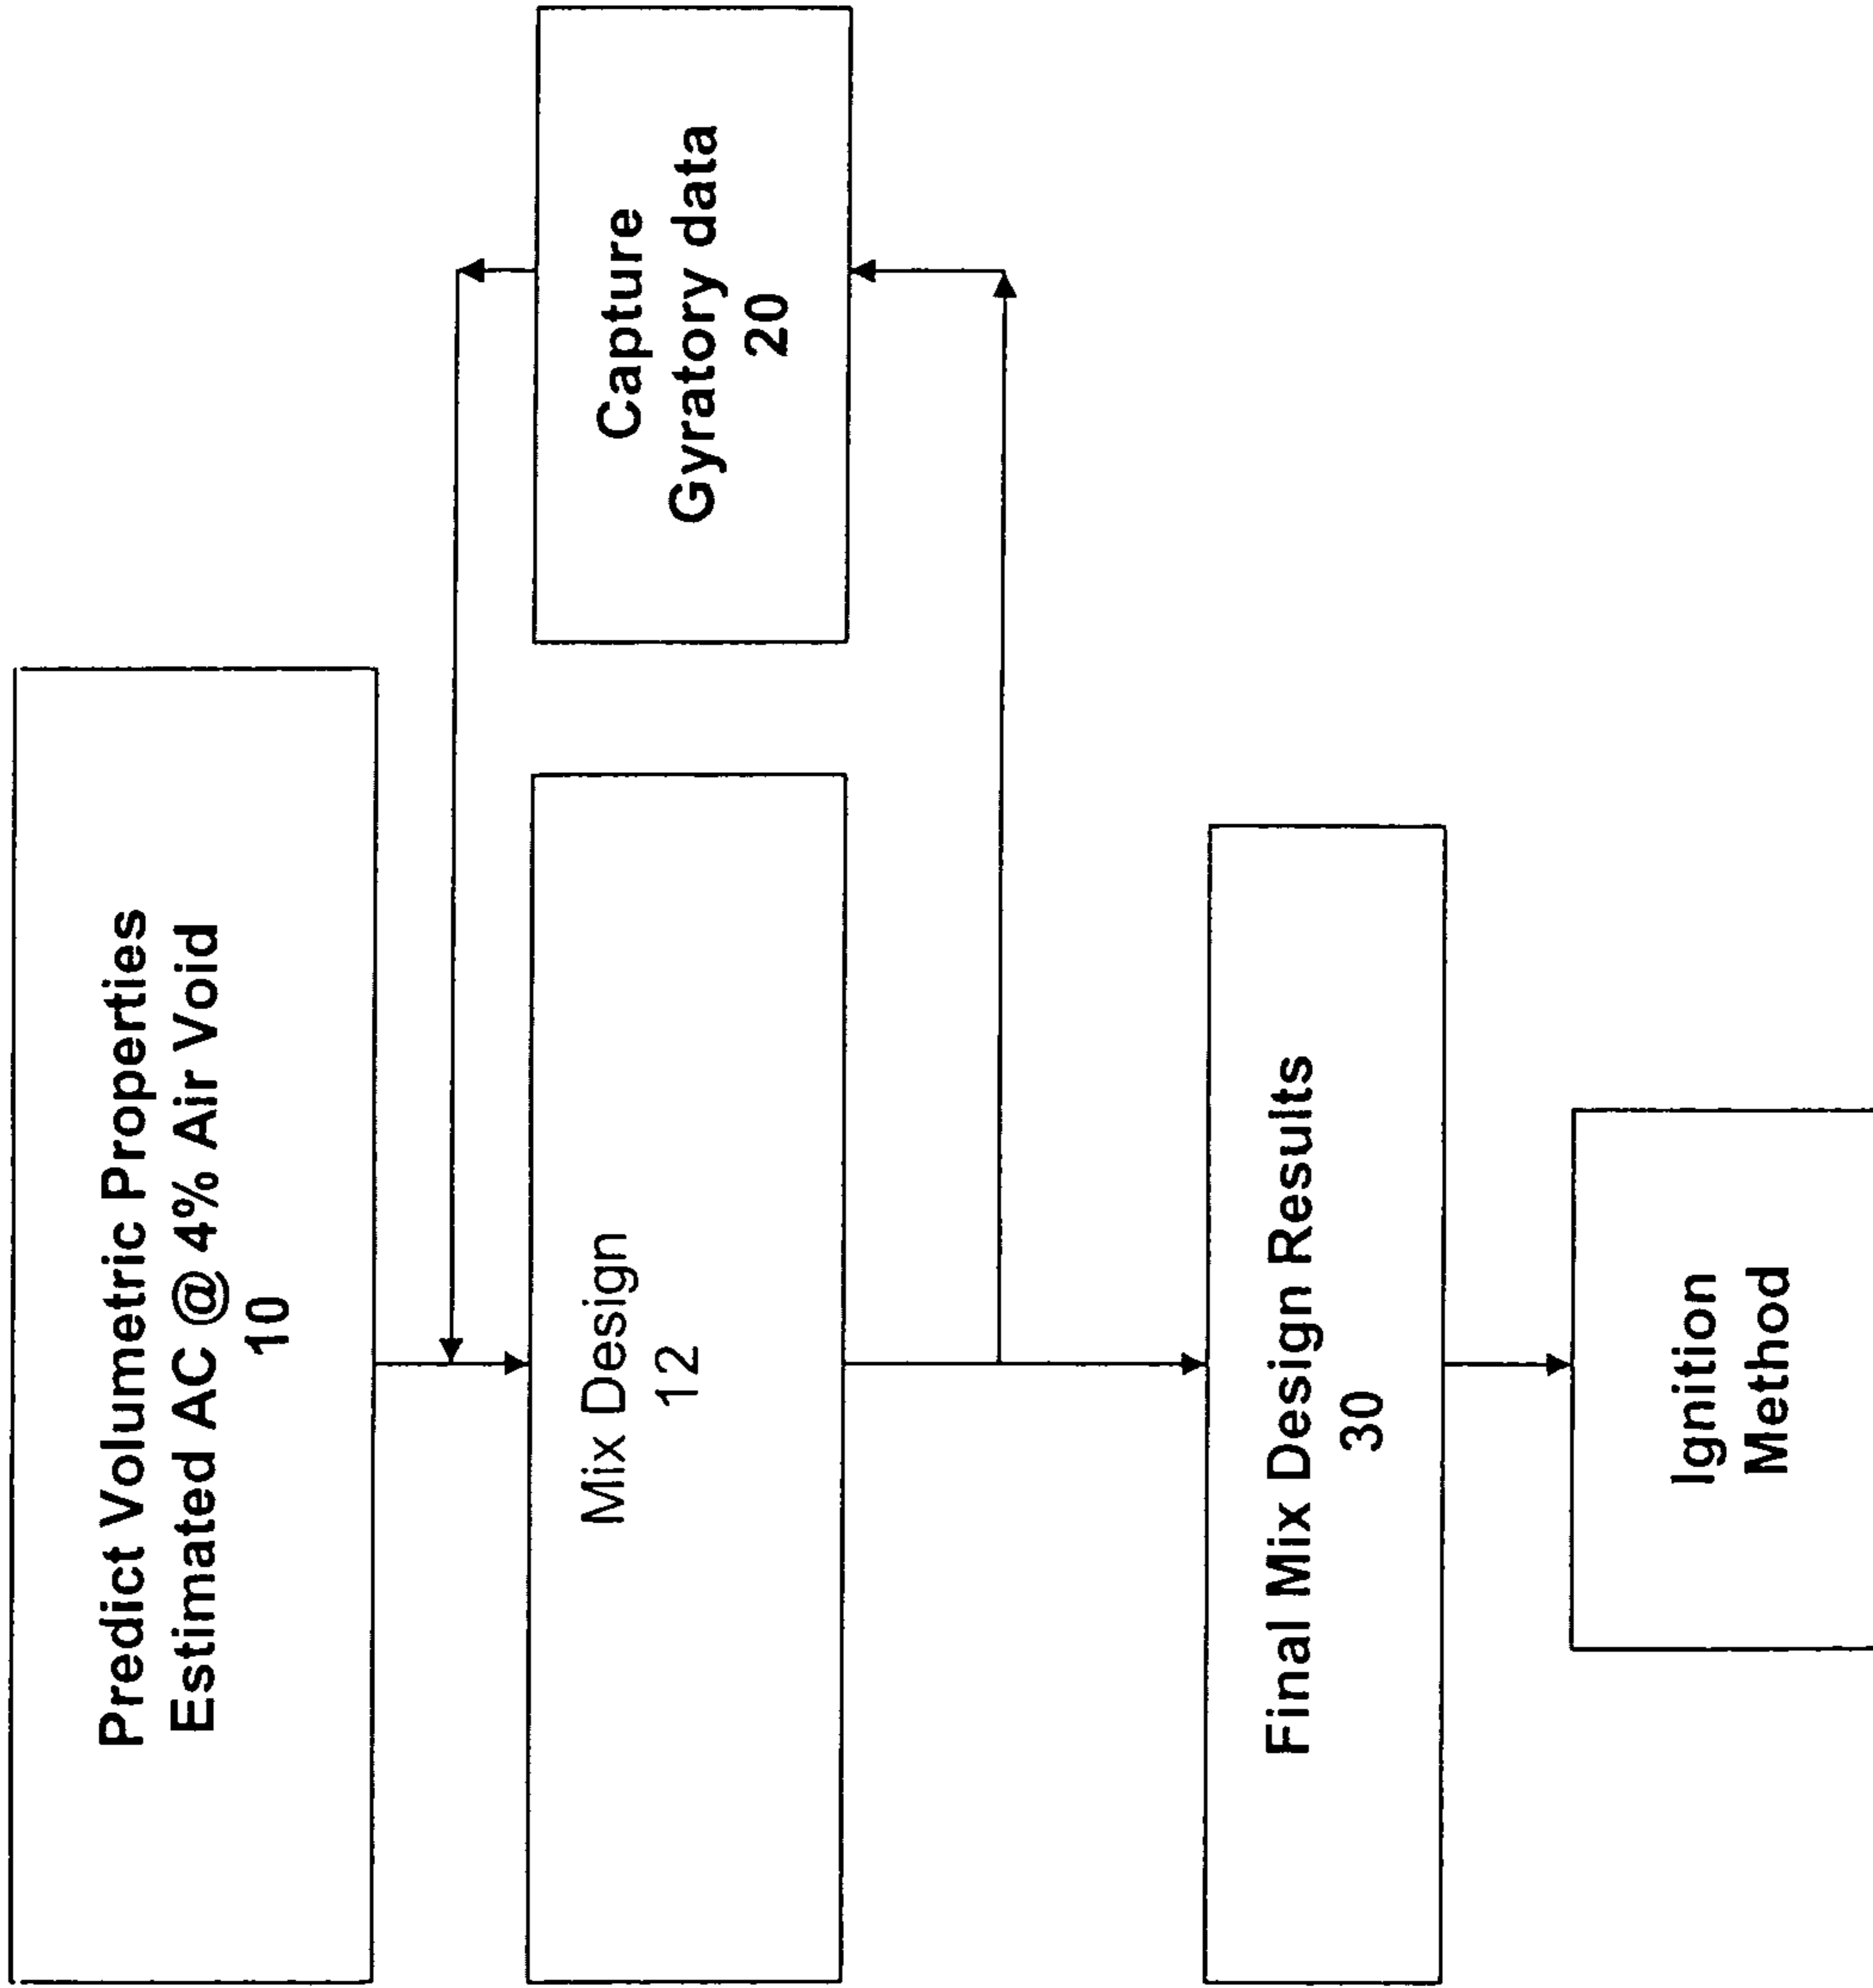 Predict Volumetric Properties
Estimated AC @ 4% Air Void
10
Mix Design
12
Capture
Gyratory data
20
Final Mix Design Results
30
Ignition
Method